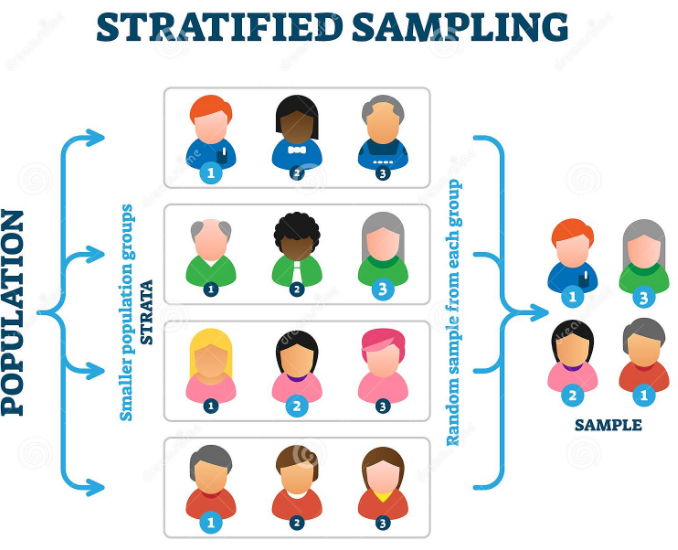 STRATIFIED SAMPLING
POPULATION
Smaller population groups
STRATA
1 2 3
1 2 3
1 2 3
1 2 3
Random sample from each group
1 3
2 1
SAMPLE